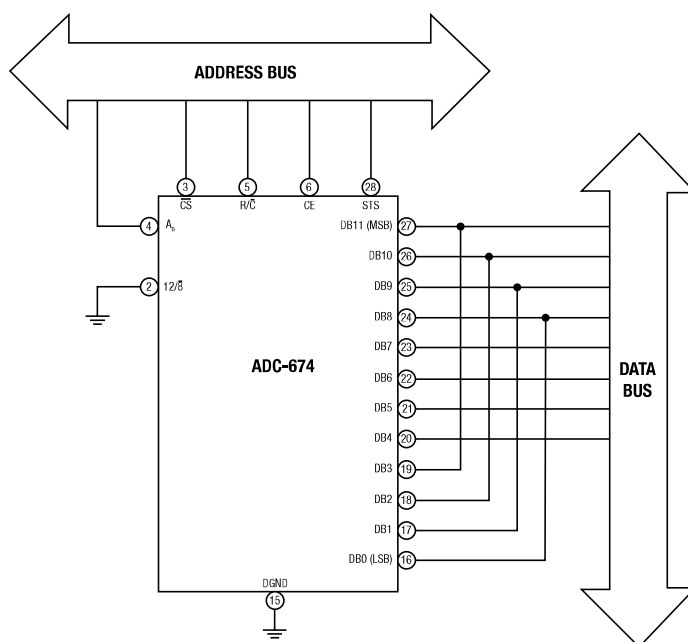 ADDRESS BUS
3 5 6 28
C̅S̅ R/C̅ CE STS
4 A₀
2 12/8̅
ADC-674
DB11 (MSB) 27
DB10 26
DB9 25
DB8 24
DB7 23
DB6 22
DB5 21
DB4 20
DB3 19
DB2 18
DB1 17
DB0 (LSB) 16
DGND
15
DATA
BUS